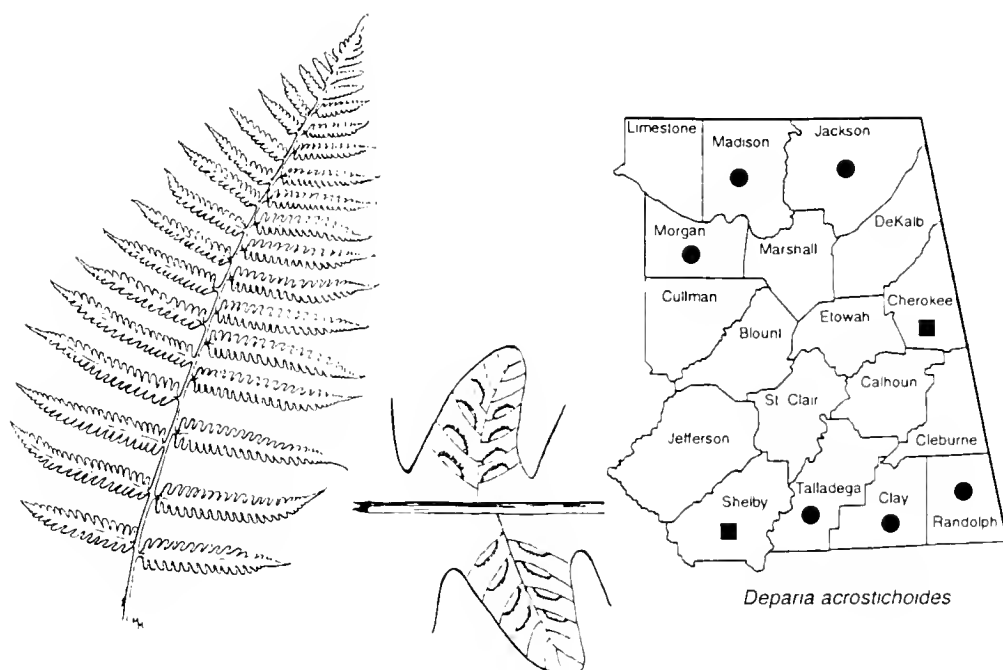 Limestone
Madison
Jackson
Morgan
Marshall
DeKalb
Cullman
Blount
Etowah
Cherokee
St Clair
Calhoun
Jefferson
Cleburne
Shelby
Talladega
Clay
Randolph
Deparia acrostichoides